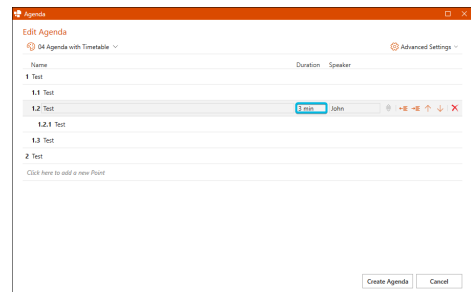 Agenda
Edit Agenda
04 Agenda with Timetable
Advanced Settings
Name Duration Speaker
1 Test
1.1 Test
1.2 Test 3 min John
1.2.1 Test
1.3 Test
2 Test
Click here to add a new Point
Create Agenda Cancel